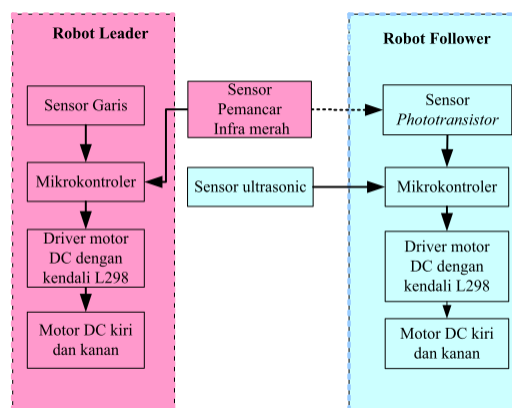 Robot Leader
Sensor Garis
Mikrokontroler
Driver motor
DC dengan
kendali L298
Motor DC kiri
dan kanan
Sensor
Pemancar
Infra merah
Sensor ultrasonic
Robot Follower
Sensor
Phototransistor
Mikrokontroler
Driver motor
DC dengan
kendali L298
Motor DC kiri
dan kanan